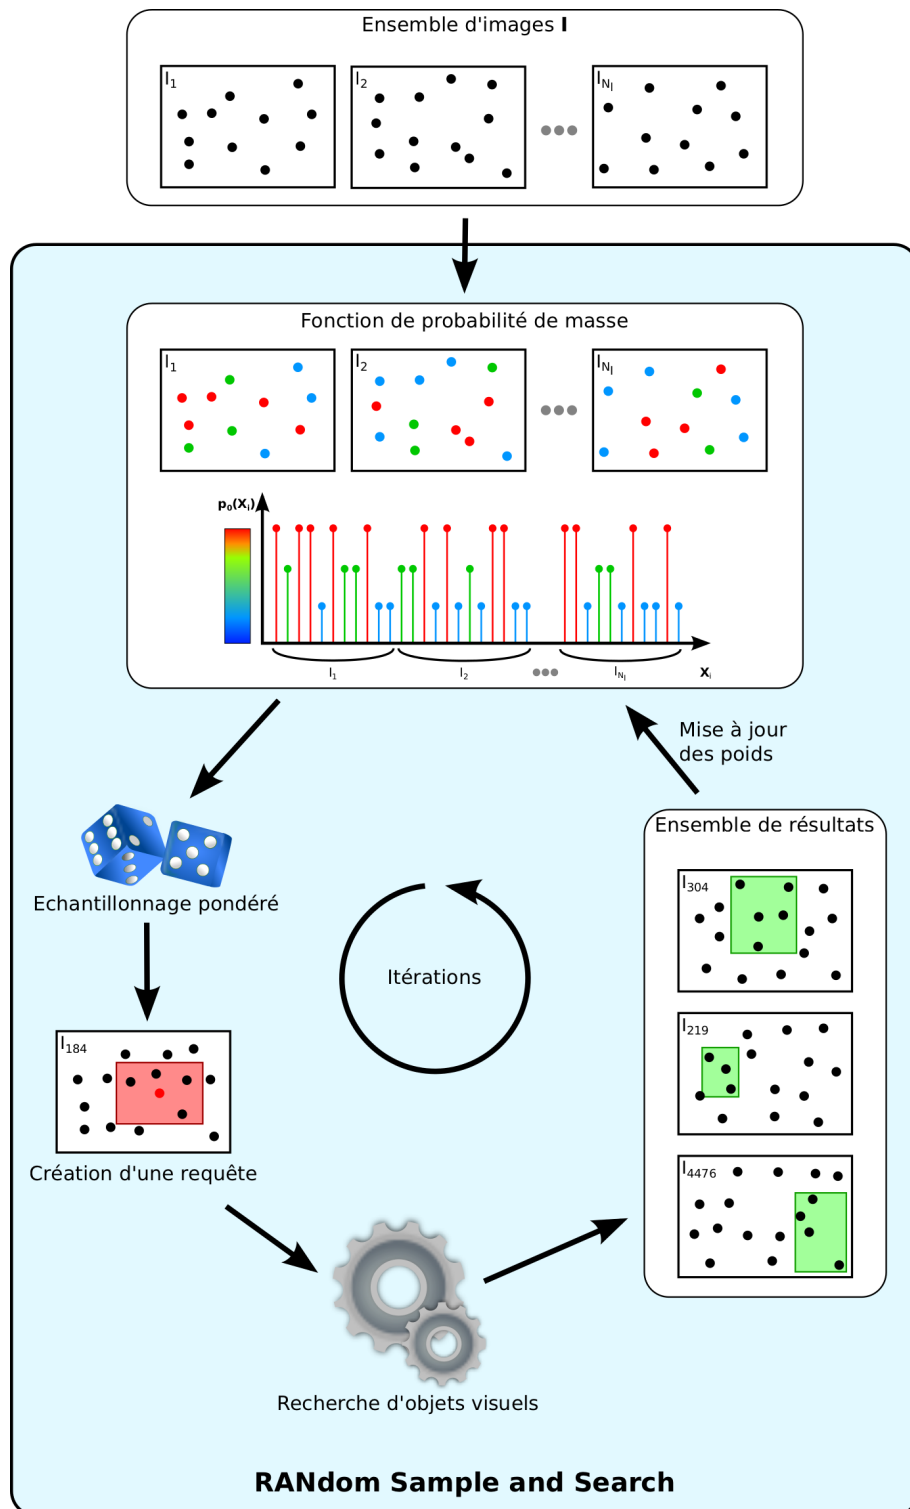 Ensemble d'images I
I1
I2
INI
Fonction de probabilité de masse
I1
I2
INI
p0(Xi)
I1
I2
INI
Xi
Mise à jour
des poids
Echantillonnage pondéré
Ensemble de résultats
I304
Itérations
I219
I184
Création d'une requête
I4476
Recherche d'objets visuels
RANdom Sample and Search